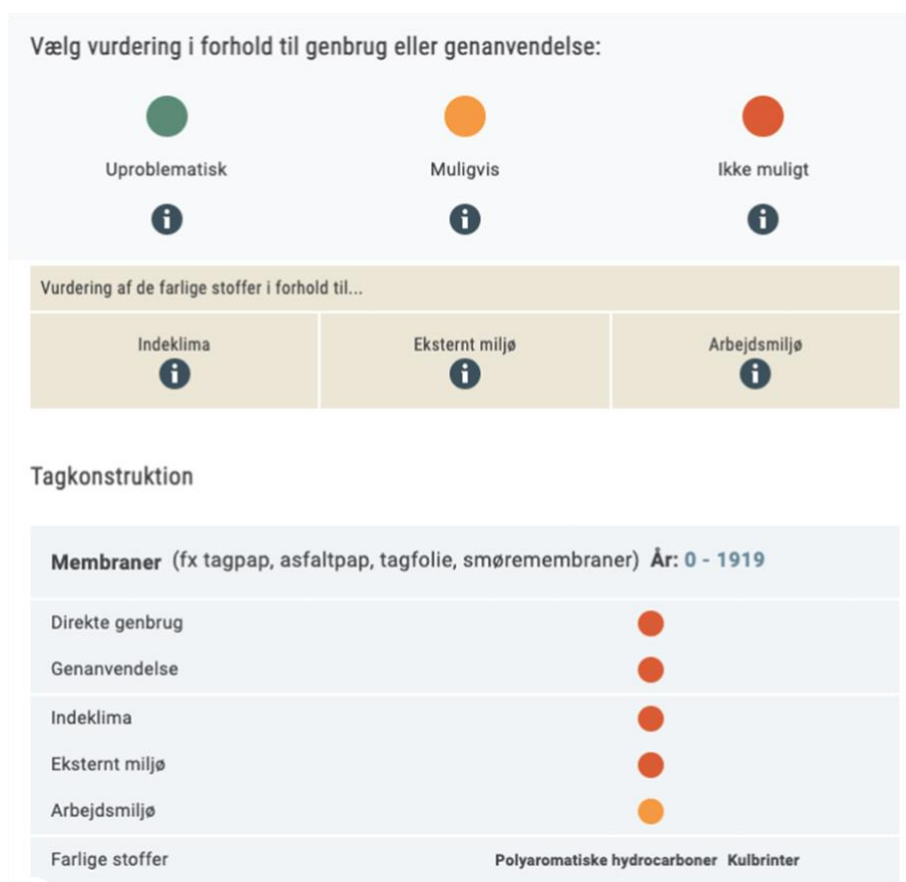 Vælg vurdering i forhold til genbrug eller genanvendelse:
Uproblematisk
Muligvis
Ikke muligt
Vurdering af de farlige stoffer i forhold til...
Indeklima
Eksternt miljø
Arbejdsmiljø
Tagkonstruktion
Membraner (fx tagpap, asfaltpap, tagfolie, smøremembraner) År: 0 - 1919
Direkte genbrug
Genanvendelse
Indeklima
Eksternt miljø
Arbejdsmiljø
Farlige stoffer Polyaromatiske hydrocarboner Kulbrinter